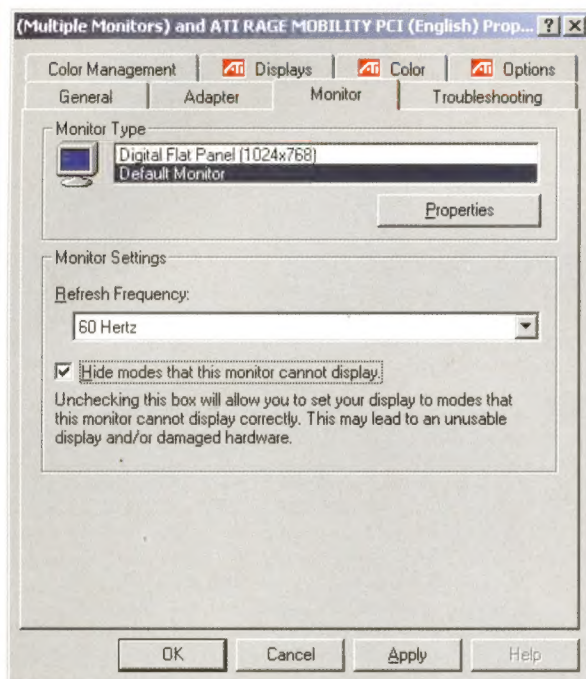 (Multiple Monitors) and ATI RAGE MOBILITY PCI (English) Prop... ? X
Color Management ATI Displays ATI Color ATI Options
General Adapter Monitor Troubleshooting
Monitor Type
Digital Flat Panel (1024x768)
Default Monitor
Properties
Monitor Settings
Refresh Frequency:
60 Hertz
Hide modes that this monitor cannot display.
Unchecking this box will allow you to set your display to modes that
this monitor cannot display correctly. This may lead to an unusable
display and/or damaged hardware.
OK Cancel Apply Help